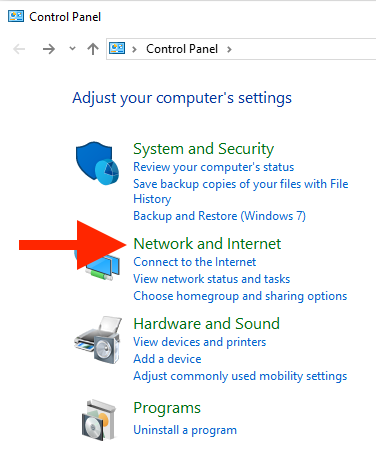 Control Panel
Control Panel
Adjust your computer's settings
System and Security
Review your computer's status
Save backup copies of your files with File
History
Backup and Restore (Windows 7)
Network and Internet
Connect to the Internet
View network status and tasks
Choose homegroup and sharing options
Hardware and Sound
View devices and printers
Add a device
Adjust commonly used mobility settings
Programs
Uninstall a program